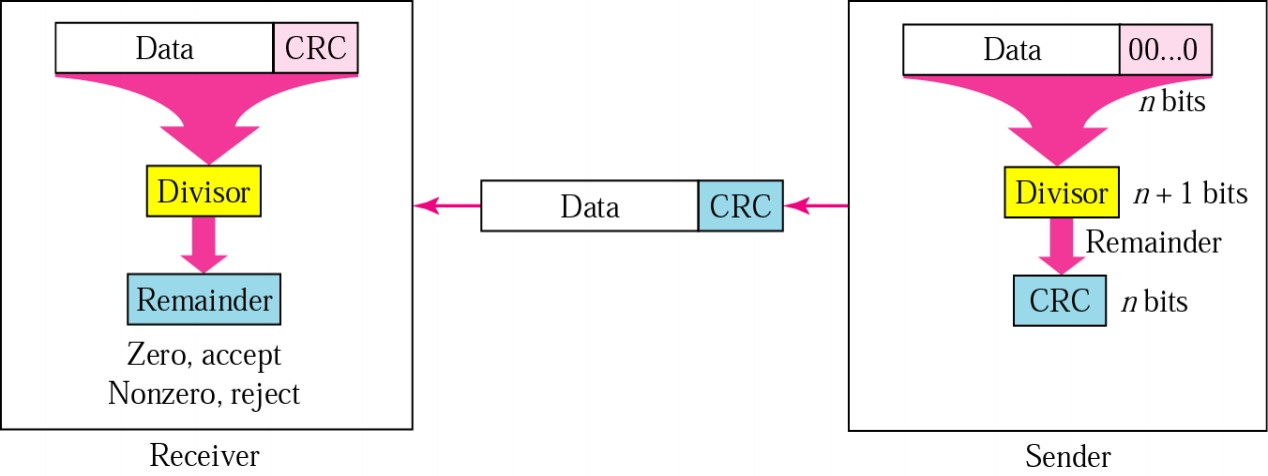 Data CRC
Divisor
Remainder
Zero, accept
Nonzero, reject
Receiver
Data CRC
Data 00...0
n bits
Divisor n + 1 bits
Remainder
CRC n bits
Sender